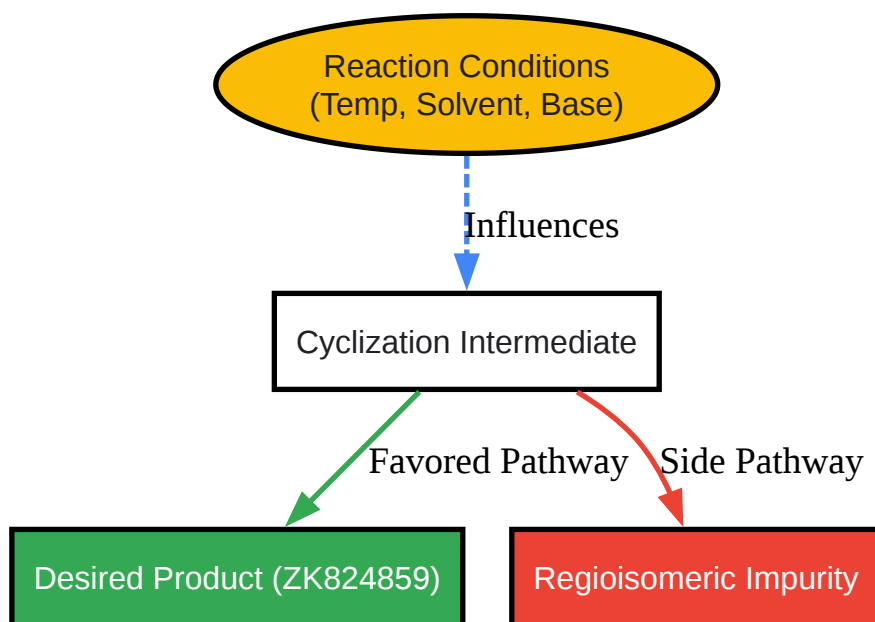 Reaction Conditions
(Temp, Solvent, Base)
Influences
Cyclization Intermediate
Favored Pathway
Side Pathway
Desired Product (ZK824859)
Regioisomeric Impurity